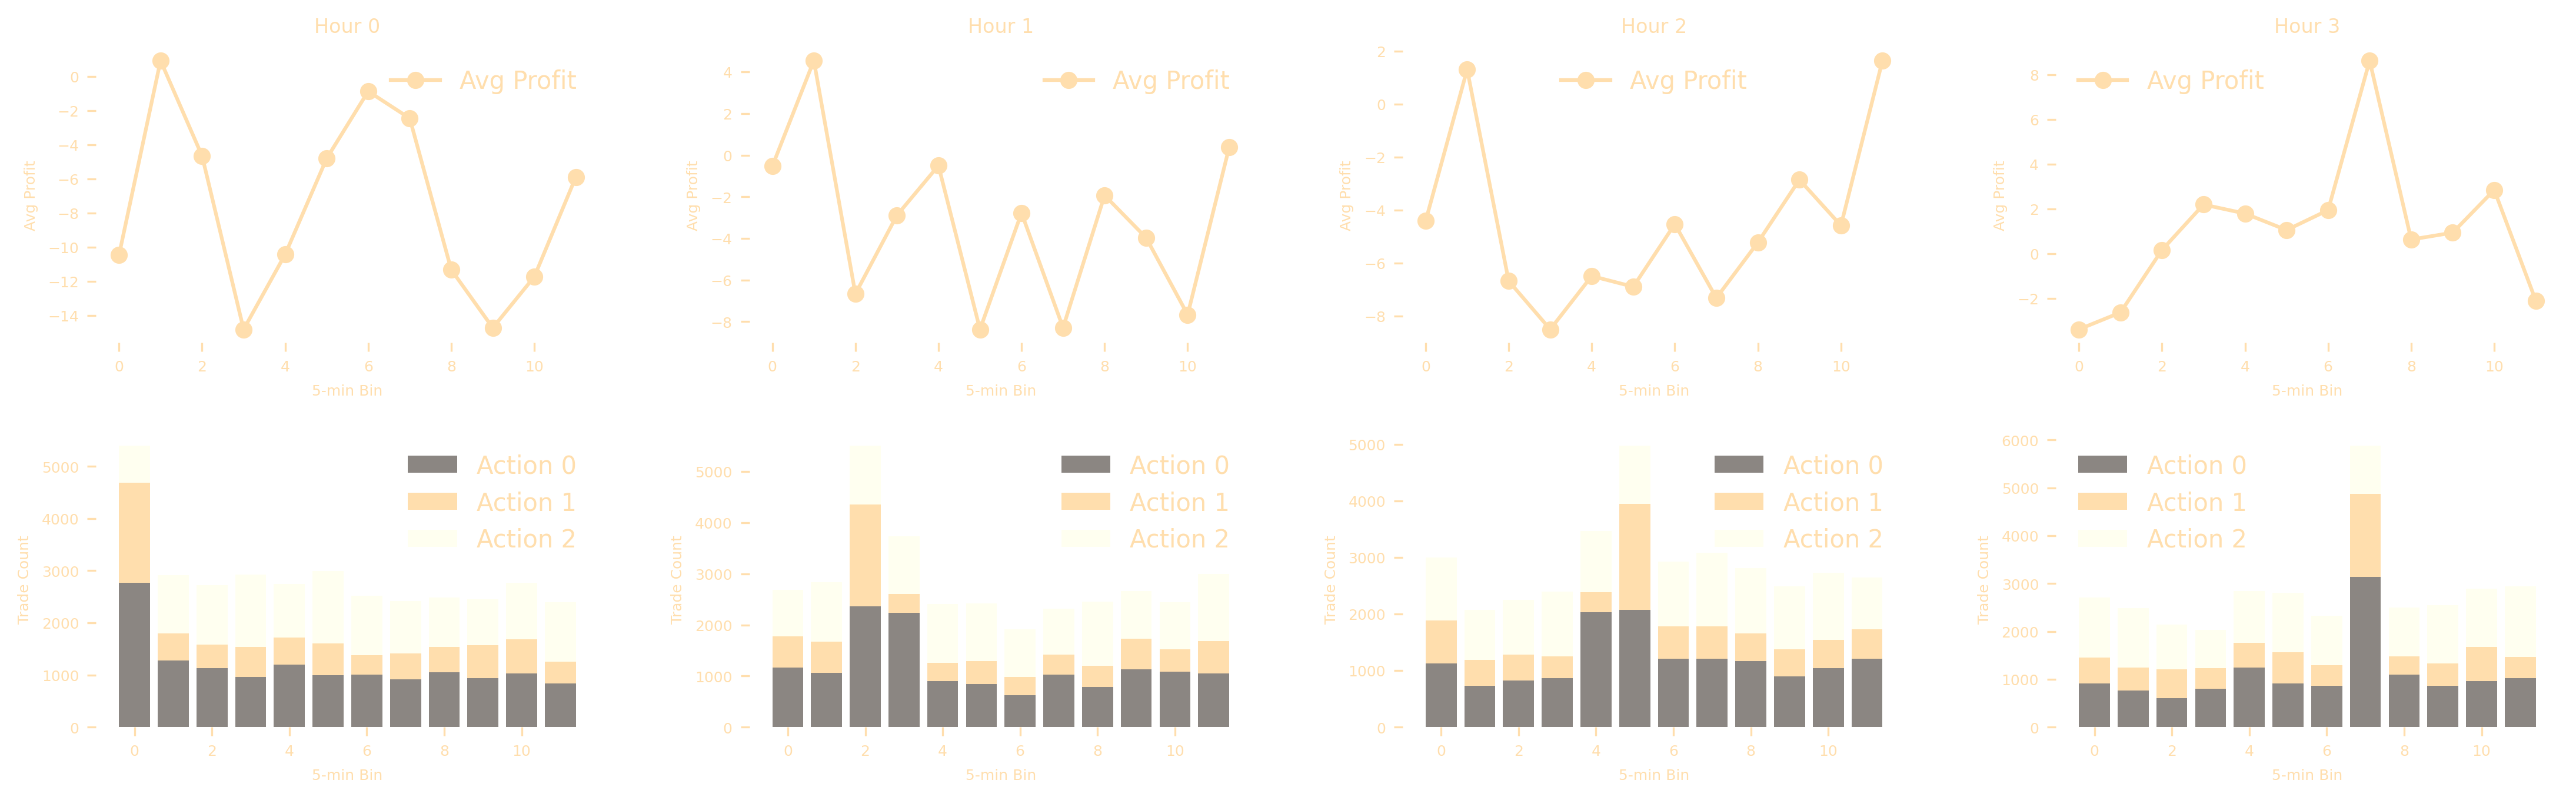 Hour 0
Avg Profit
Avg Profit
0
−2
−4
−6
−8
−10
−12
−14
0 2 4 6 8 10
5-min Bin
Hour 1
Avg Profit
Avg Profit
4
2
0
−2
−4
−6
−8
0 2 4 6 8 10
5-min Bin
Hour 2
Avg Profit
Avg Profit
2
0
−2
−4
−6
−8
0 2 4 6 8 10
5-min Bin
Hour 3
Avg Profit
Avg Profit
8
6
4
2
0
−2
0 2 4 6 8 10
5-min Bin
Trade Count
5000
4000
3000
2000
1000
0
Action 0
Action 1
Action 2
0 2 4 6 8 10
5-min Bin
Trade Count
5000
4000
3000
2000
1000
0
Action 0
Action 1
Action 2
0 2 4 6 8 10
5-min Bin
Trade Count
5000
4000
3000
2000
1000
0
Action 0
Action 1
Action 2
0 2 4 6 8 10
5-min Bin
Trade Count
6000
5000
4000
3000
2000
1000
0
Action 0
Action 1
Action 2
0 2 4 6 8 10
5-min Bin